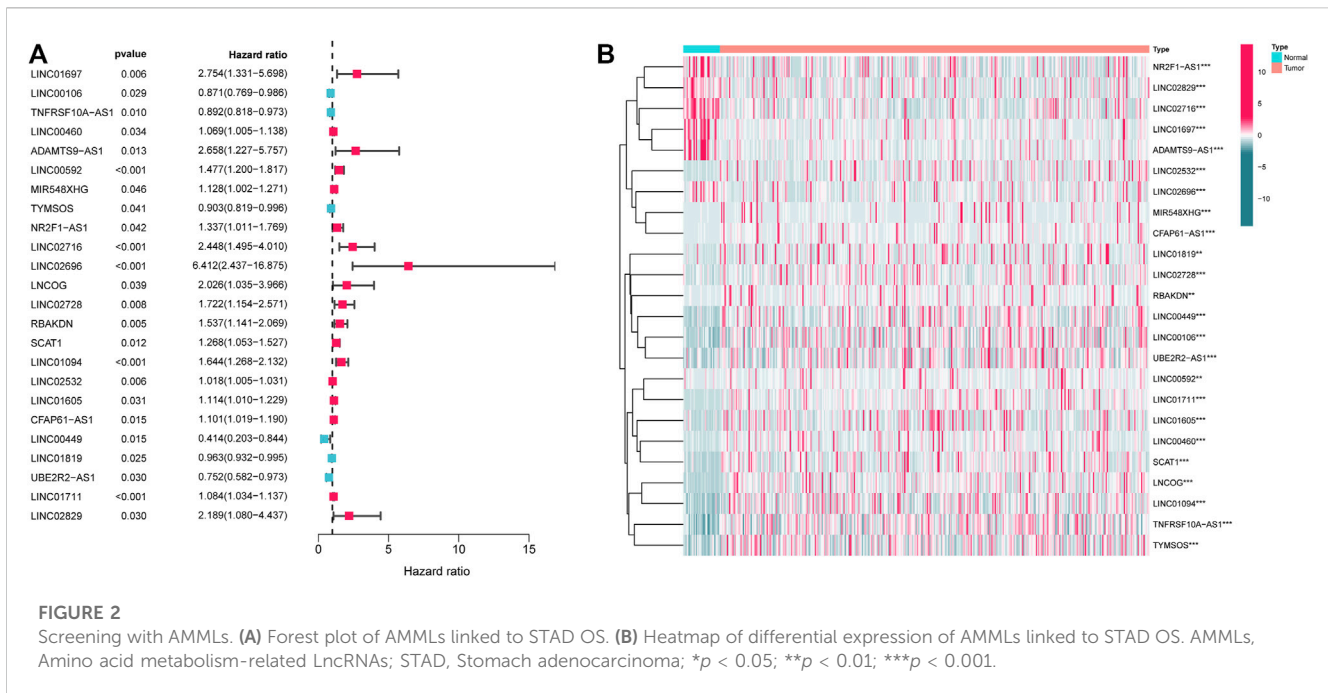 A
pvalue Hazard ratio
LINC01697 0.006 2.754(1.331−5.698)
LINC00106 0.029 0.871(0.769−0.986)
TNFRSF10A−AS1 0.010 0.892(0.818−0.973)
LINC00460 0.034 1.069(1.005−1.138)
ADAMTS9−AS1 0.013 2.658(1.227−5.757)
LINC00592 <0.001 1.477(1.200−1.817)
MIR548XHG 0.046 1.128(1.002−1.271)
TYMSOS 0.041 0.903(0.819−0.996)
NR2F1−AS1 0.042 1.337(1.011−1.769)
LINC02716 <0.001 2.448(1.495−4.010)
LINC02696 <0.001 6.412(2.437−16.875)
LNCOG 0.039 2.026(1.035−3.966)
LINC02728 0.008 1.722(1.154−2.571)
RBAKDN 0.005 1.537(1.141−2.069)
SCAT1 0.012 1.268(1.053−1.527)
LINC01094 <0.001 1.644(1.268−2.132)
LINC02532 0.006 1.018(1.005−1.031)
LINC01605 0.031 1.114(1.010−1.229)
CFAP61−AS1 0.015 1.101(1.019−1.190)
LINC00449 0.015 0.414(0.203−0.844)
LINC01819 0.025 0.963(0.932−0.995)
UBE2R2−AS1 0.030 0.752(0.582−0.973)
LINC01711 <0.001 1.084(1.034−1.137)
LINC02829 0.030 2.189(1.080−4.437)
0 5 10 15
Hazard ratio
B
Type
NR2F1−AS1***
LINC02829***
LINC02716***
LINC01697***
ADAMTS9−AS1***
LINC02532***
LINC02696***
MIR548XHG***
CFAP61−AS1***
LINC01819**
LINC02728***
RBAKDN**
LINC00449***
LINC00106***
UBE2R2−AS1***
LINC00592**
LINC01711***
LINC01605***
LINC00460***
SCAT1***
LNCOG***
LINC01094***
TNFRSF10A−AS1***
TYMSOS***
10
5
0
−5
−10
Type
Normal
Tumor
FIGURE 2
Screening with AMMLs. (A) Forest plot of AMMLs linked to STAD OS. (B) Heatmap of differential expression of AMMLs linked to STAD OS. AMMLs,
Amino acid metabolism-related LncRNAs; STAD, Stomach adenocarcinoma; *p < 0.05; **p < 0.01; ***p < 0.001.